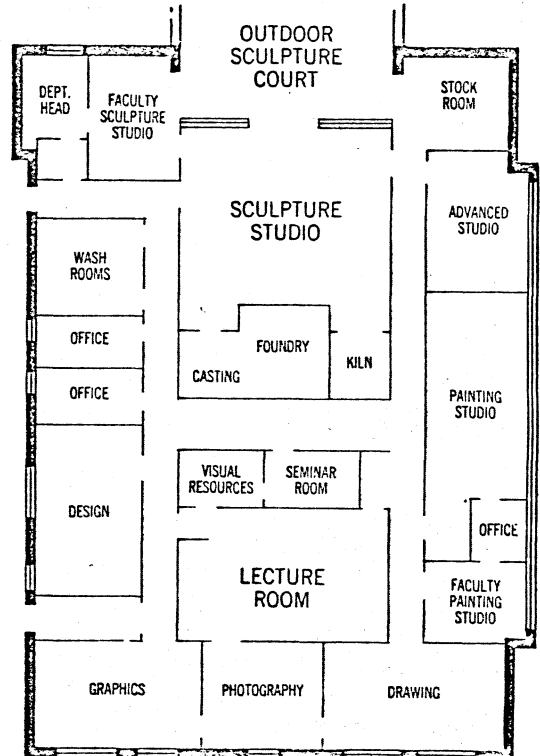 OUTDOOR
SCULPTURE
COURT
DEPT.
HEAD
FACULTY
SCULPTURE
STUDIO
STOCK
ROOM
SCULPTURE
STUDIO
ADVANCED
STUDIO
WASH
ROOMS
OFFICE
FOUNDRY
CASTING
KILN
OFFICE
PAINTING
STUDIO
VISUAL
RESOURCES
SEMINAR
ROOM
DESIGN
OFFICE
LECTURE
ROOM
FACULTY
PAINTING
STUDIO
GRAPHICS
PHOTOGRAPHY
DRAWING